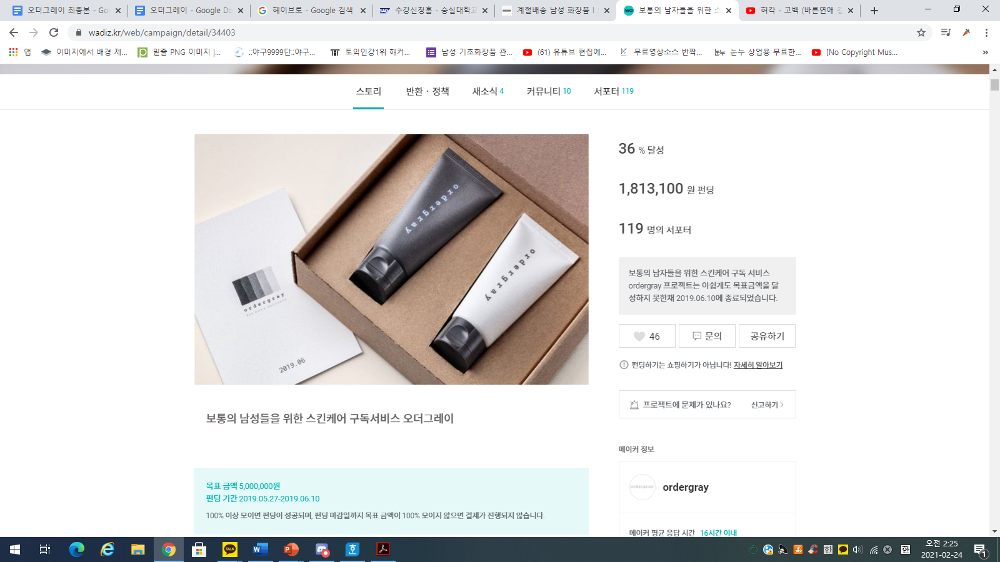 오더그레이 최종본 - Goo
오더그레이 - Google Do
헤이브로 - Google 검색
수강신청홈 - 숭실대학교
계절배송 남성 화장품 |
보통의 남자들을 위한 스
허각 - 고백 (바른연애 길
wadiz.kr/web/campaign/detail/34403
앱
이미지에서 배경 제...
밑줄 PNG 이미지 |...
::야구9999단::야구...
토익인강1위 해커...
남성 기초화장품 관...
(61) 유튜브 편집에...
무료영상소스 반짝...
눈누 상업용 무료한...
[No Copyright Mus...
스토리
반환 · 정책
새소식 4
커뮤니티 10
서포터 119
ordergray
ordergray
ordergray
2019.06
36 % 달성
1,813,100 원 펀딩
119 명의 서포터
보통의 남자들을 위한 스킨케어 구독 서비스
ordergray 프로젝트는 아쉽게도 목표금액을 달
성하지 못한채 2019.06.10에 종료되었습니다.
46
문의
공유하기
펀딩하기는 쇼핑하기가 아닙니다! 자세히 알아보기
프로젝트에 문제가 있나요?
신고하기
보통의 남성들을 위한 스킨케어 구독서비스 오더그레이
메이커 정보
ordergray
메이커 평균 응답 시간 16시간 이내
목표 금액 5,000,000원
펀딩 기간 2019.05.27-2019.06.10
100% 이상 모이면 펀딩이 성공되며, 펀딩 마감일까지 목표 금액이 100% 모이지 않으면 결제가 진행되지 않습니다.
오전 2:25
2021-02-24